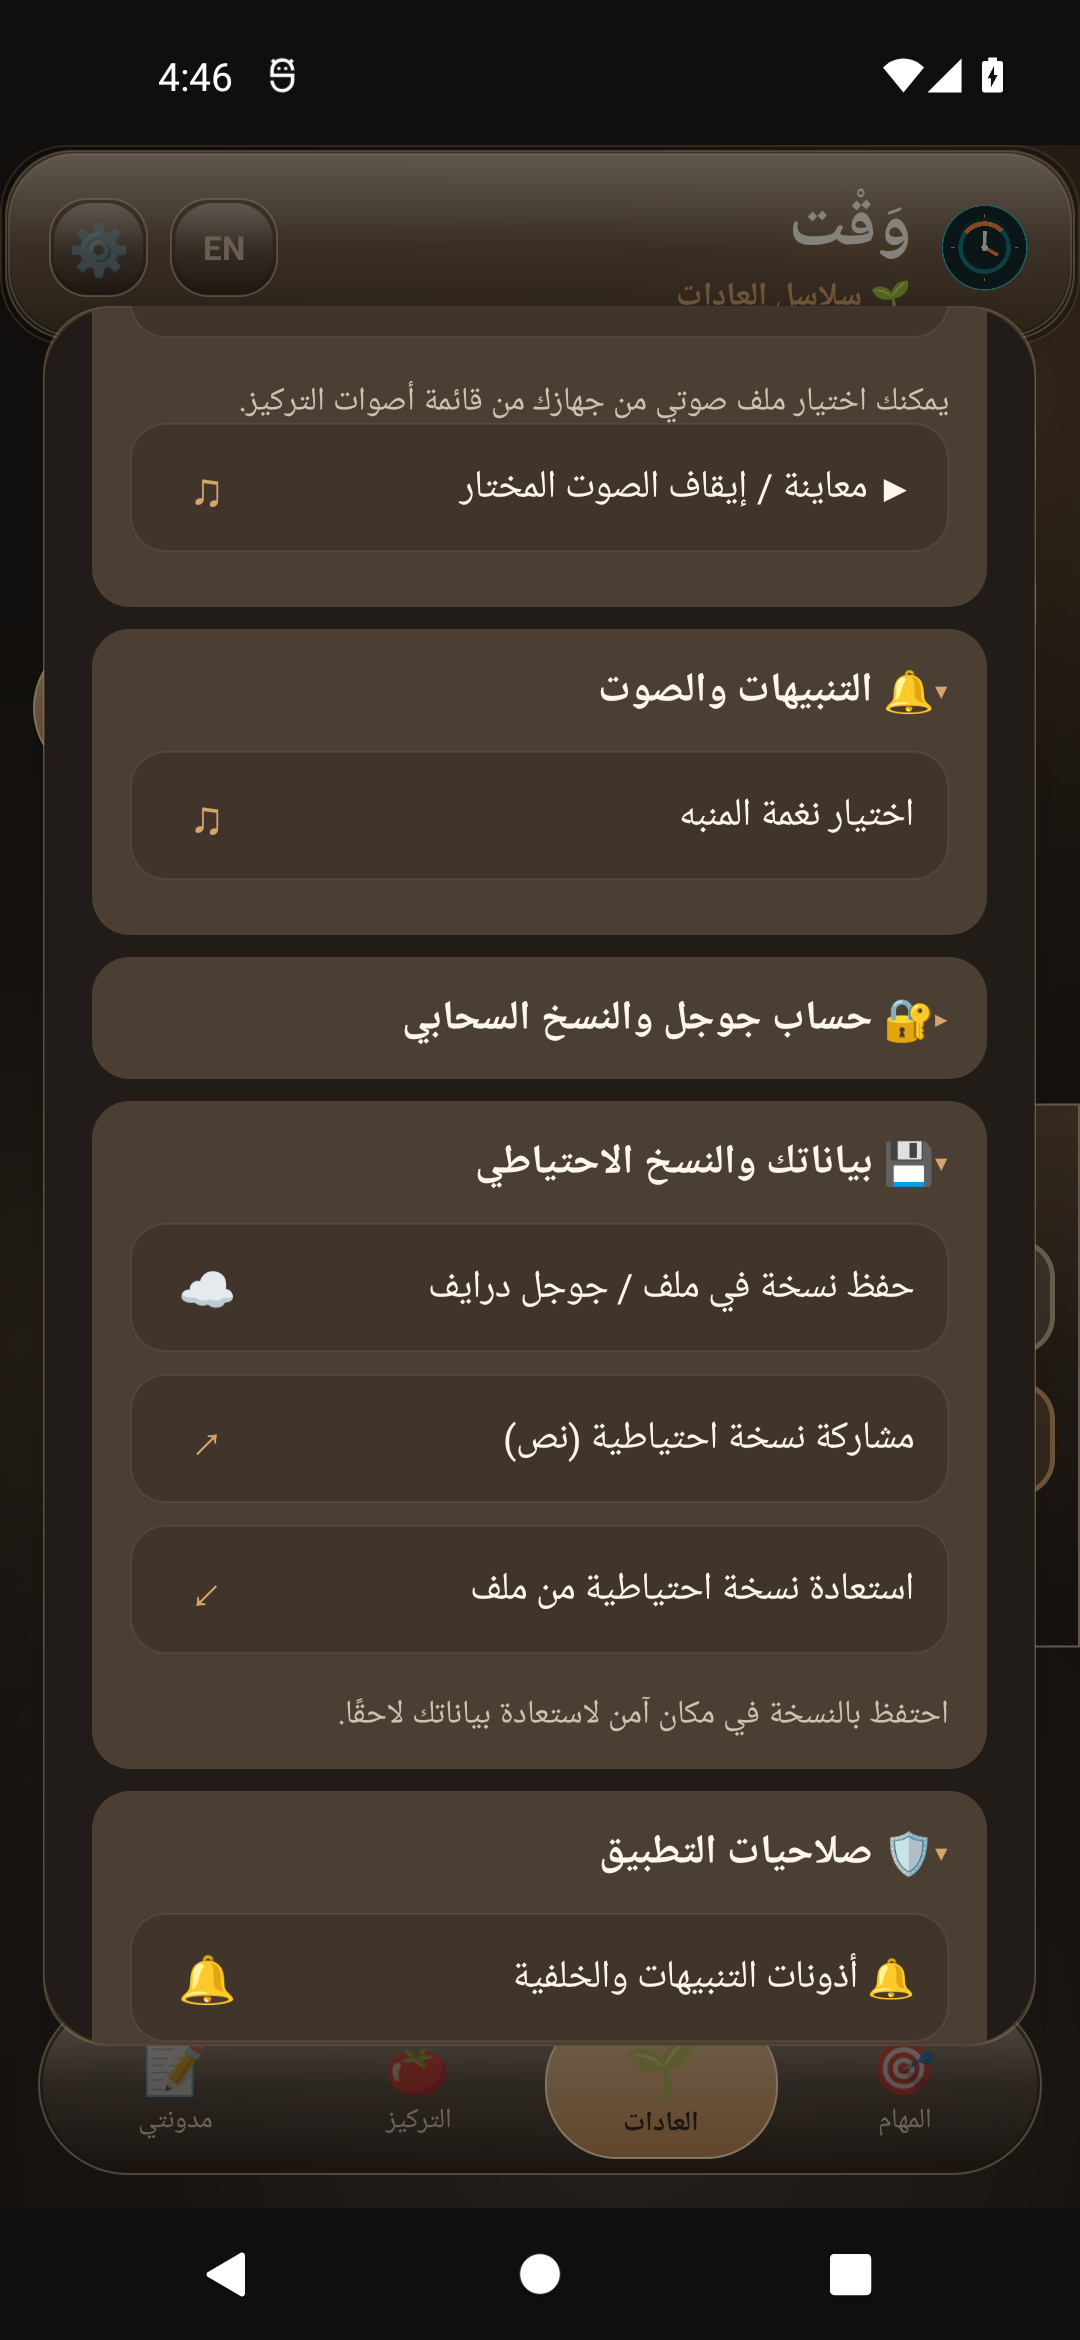 4:46
وَقْت
EN
🌱 سلاسل العادات
يمكنك اختيار ملف صوتي من جهازك من قائمة أصوات التركيز.
▶ معاينة / إيقاف الصوت المختار ♫
▾🔔 التنبيهات والصوت
اختيار نغمة المنبه ♫
▸🔐 حساب جوجل والنسخ السحابي
▾💾 بياناتك والنسخ الاحتياطي
حفظ نسخة في ملف / جوجل درايف ☁️
مشاركة نسخة احتياطية (نص) ↗
استعادة نسخة احتياطية من ملف ↙
احتفظ بالنسخة في مكان آمن لاستعادة بياناتك لاحقًا.
▾🛡️ صلاحيات التطبيق
🔔 أذونات التنبيهات والخلفية 🔔
المهام
العادات
التركيز
مدونتي